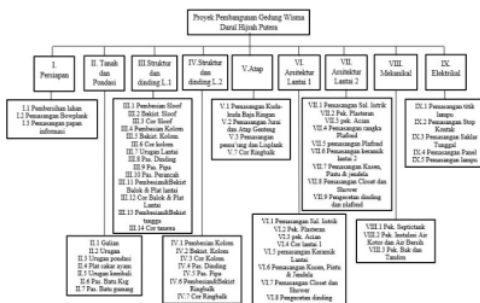 Proyek Pembangunan Gedung Wisma
Darul Hijrah Putera
I.
Persiapan
II. Tanah
dan
Pondasi
III.Struktur
dan
dinding L.1
IV.Struktur
dan
dinding L.2
V.Atap
VI.
Arsitektur
Lantai 1
VII.
Arsitektur
Lantai 2
VIII.
Mekanikal
IX.
Elektrikal
I.1 Pembersihan lahan
I.2 Pemasangan Bowplank
I.3 Pemasangan papan
informasi
II.1 Galian
II.2 Urugan
II.3 Urugan pondasi
II.4 Plat cakar ayam
II.5 Urugan kembali
II.6 Pas. Batu Kag
II.7 Pas. Batu gunung
III.1 Pembesian Sloof
III.2 Bekist. Sloof
III.3 Cor Sloof
III.4 Pembesian Kolom
III.5 Bekist. Kolom
III.6 Cor kolom
III.7 Urugan Lantai
III.8 Pas. Dinding
III.9 Pas. Pipa
III.10 Pas. Perancah
III.11 Pembesian&Bekist
Balok & Plat lantai
III.12 Cor Balok & Plat
Lantai
III.13 Pembesian&Bekist
tangga
III.14 Cor tangga
IV.1 Pembesian Kolom
IV.2 Bekist. Kolom
IV.3 Cor Kolom
IV.4 Pas. Dinding
IV.5 Pas. Pipa
IV.6 Pembesian&Bekist
Ringbalk
IV.7 Cor Ringbalk
V.1 Pemasangan Kuda-
kuda Baja Ringan
V.2 Pemasangan Jurai
dan Atap Genteng
V.5 Pemasangan
dan Lisplank
V.7 Cor Ringbalk
VI.1 Pemasangan Sal. listrik
VI.2 Pek. Plasteran
VI.3 pek. Acian
VI.4 Cor lantai 1
VI.5 pemasangan Keramik
Lantai
VI.6 Pemasangan Kusen, Pintu
& Jendela
VI.7 Pemasangan Closet dan
Shower
VI.8 Pengecatan dinding
VII.1 Pemasangan Sal. listrik
VII.2 Pek. Plasteran
VII.3 pek. Acian
VII.4 Pemasangan rangka
Plafond
VII.5 pemasangan Plafond
VII.6 Pemasangan keramik
lantai 2
VII.7 Pemasangan Kusen,
Pintu & Jendela
VII.8 Pemasangan Closet dan
Shower
VII.9 Pengecatan dinding
dan plafond
VIII.1 Pek. Septictank
VIII.2 Pek. Instalasi Air
Kotor dan Air Bersih
VIII.3 Pek. Bak dan
Tandon
IX.1 Pemasangan titik
lampu
IX.2 Pemasangan Stop
Kontak
IX.3 Pemasangan Saklar
Tunggal
IX.4 Pemasangan Panel
IX.5 Pemasangan lampu